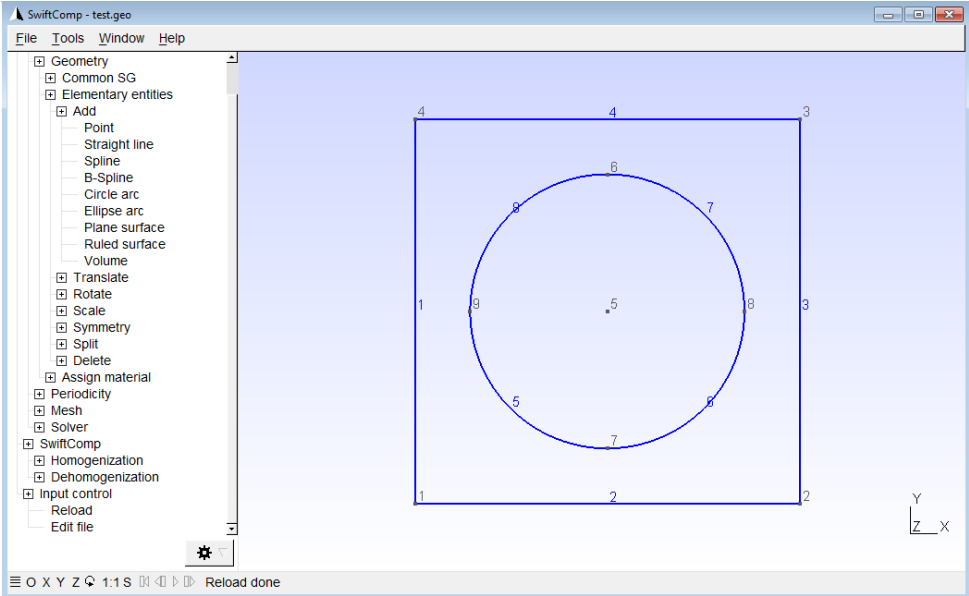 SwiftComp - test.geo
File Tools Window Help
Geometry
Common SG
Elementary entities
Add
Point
Straight line
Spline
B-Spline
Circle arc
Ellipse arc
Plane surface
Ruled surface
Volume
Translate
Rotate
Scale
Symmetry
Split
Delete
Assign material
Periodicity
Mesh
Solver
SwiftComp
Homogenization
Dehomogenization
Input control
Reload
Edit file
4 4 3
6
7
1 9 5 8 3
5 6
7
1 2 2
Y
Z X
O X Y Z 1:1 S Reload done